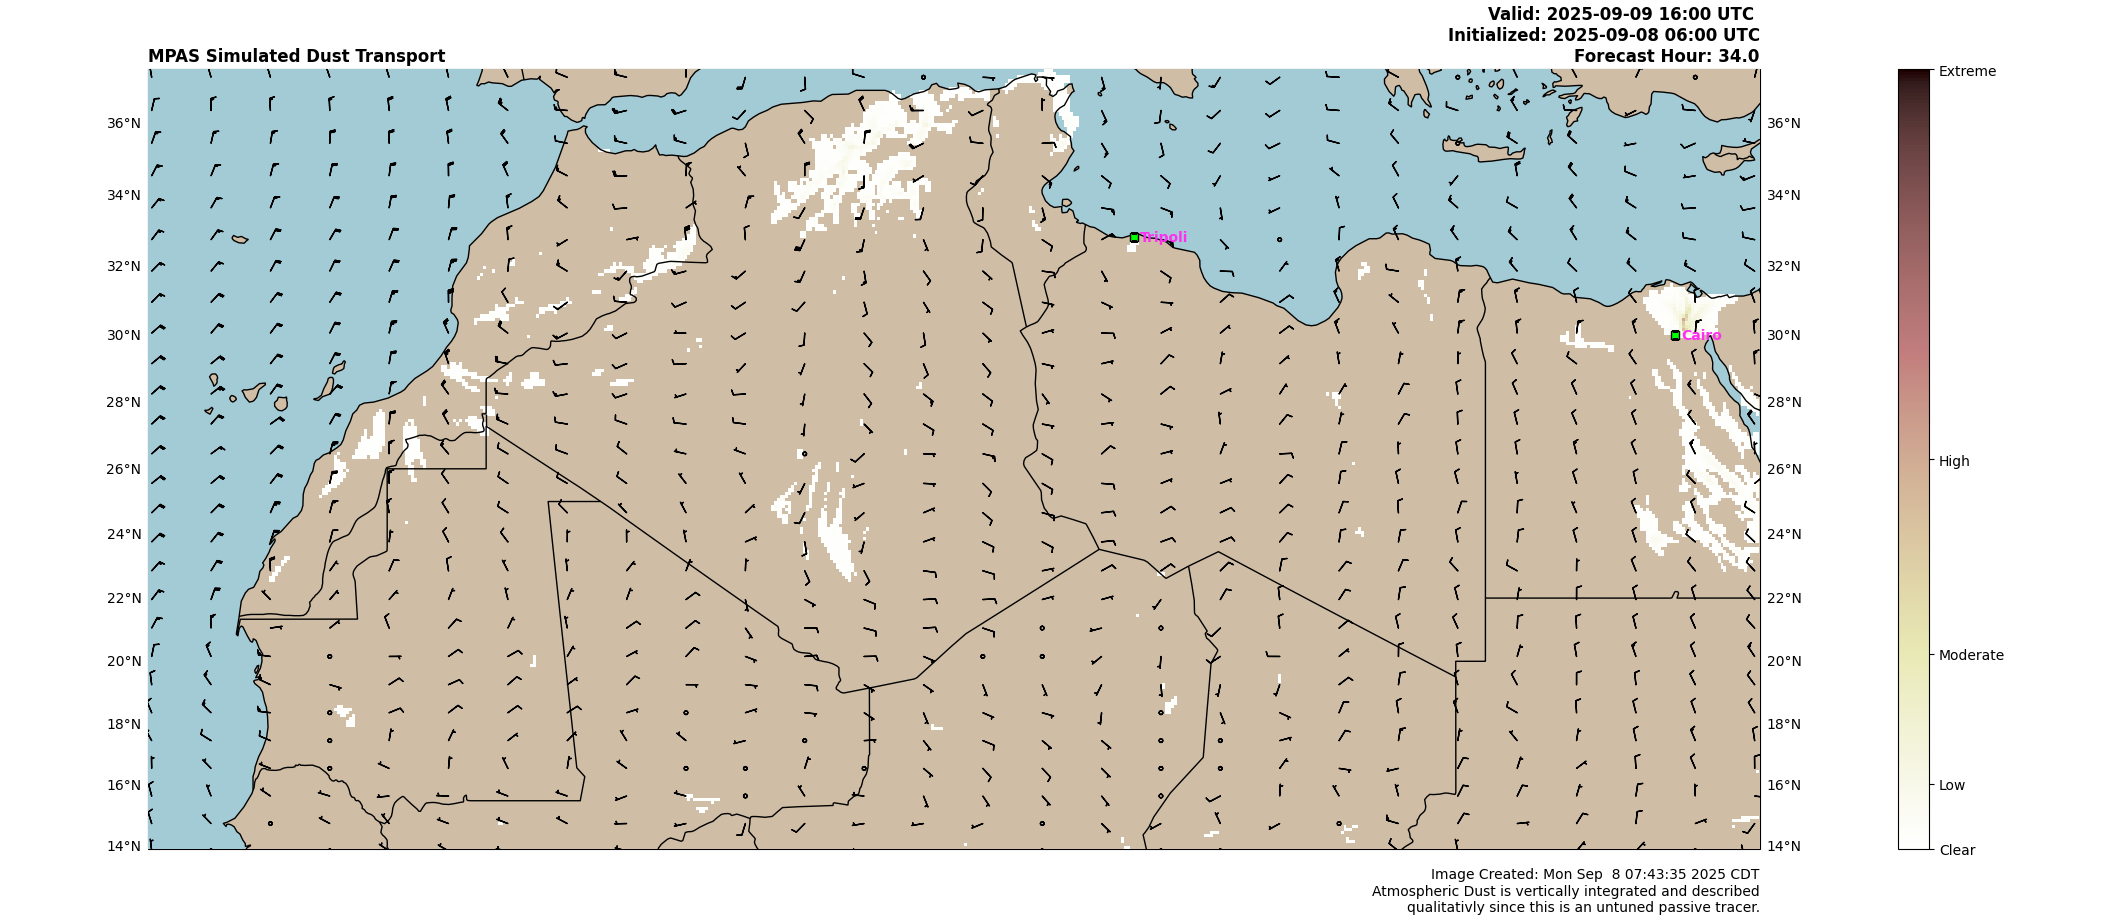 Valid: 2025-09-09 16:00 UTC
Initialized: 2025-09-08 06:00 UTC
MPAS Simulated Dust Transport
Forecast Hour: 34.0
Extreme
36°N
36°N
34°N
34°N
Tripoli
32°N
32°N
30°N
Cairo
30°N
28°N
28°N
26°N
26°N
High
24°N
24°N
22°N
22°N
20°N
20°N
Moderate
18°N
18°N
16°N
16°N
Low
14°N
14°N
Clear
Image Created: Mon Sep  8 07:43:35 2025 CDT
Atmospheric Dust is vertically integrated and described
qualitativly since this is an untuned passive tracer.